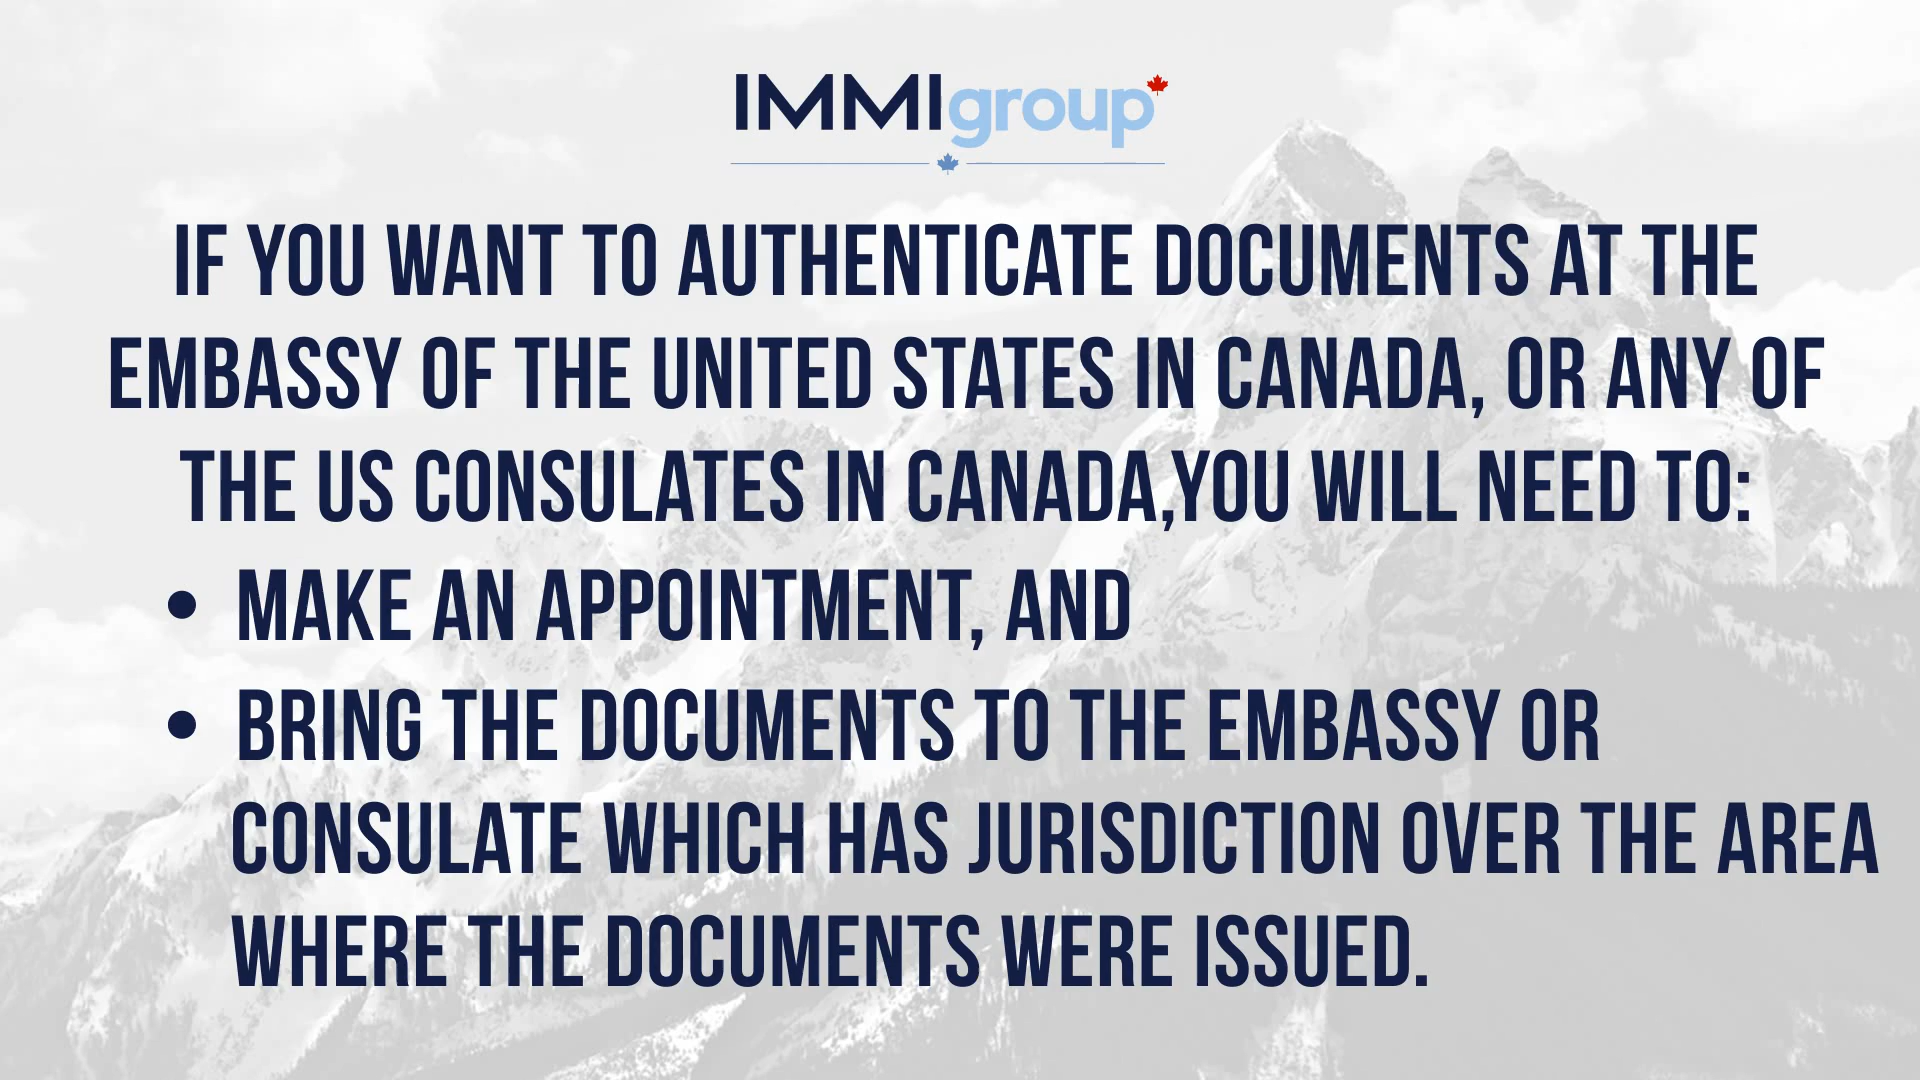 IMMIgroup
IF YOU WANT TO AUTHENTICATE DOCUMENTS AT THE
EMBASSY OF THE UNITED STATES IN CANADA, OR ANY OF
THE US CONSULATES IN CANADA,YOU WILL NEED TO:
• MAKE AN APPOINTMENT, AND
• BRING THE DOCUMENTS TO THE EMBASSY OR
CONSULATE WHICH HAS JURISDICTION OVER THE AREA
WHERE THE DOCUMENTS WERE ISSUED.